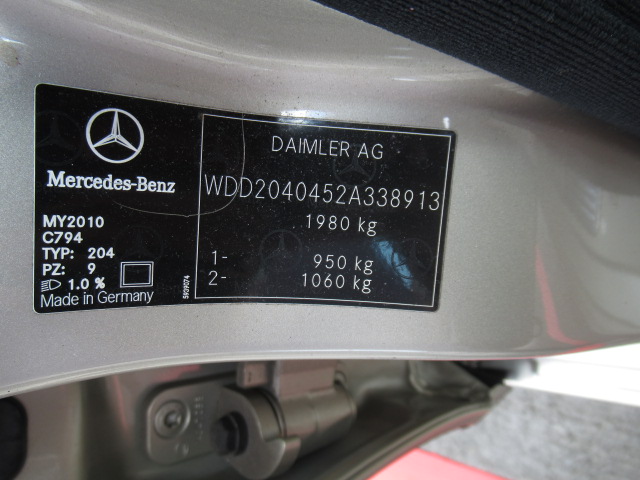 Mercedes-Benz
MY2010
C794
TYP: 204
PZ: 9
1.0 %
Made in Germany
DAIMLER AG
WDD2040452A338913
1980 kg
1- 950 kg
2- 1060 kg